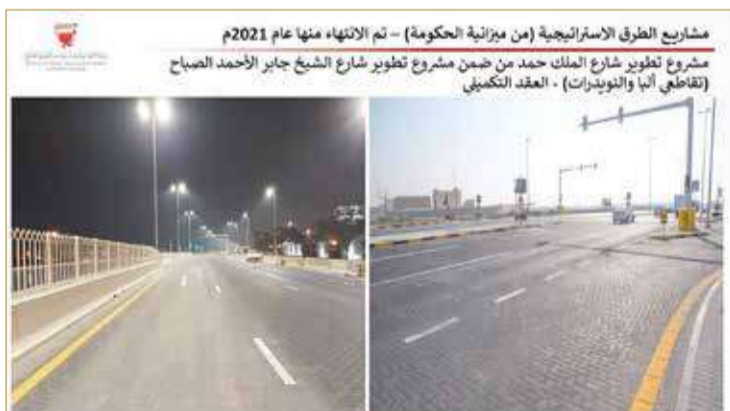 مشاريع الطرق الاستراتيجية (من ميزانية الحكومة) – تم الانتهاء منها عام 2021م
مشروع تطوير شارع الملك حمد من ضمن مشروع تطوير شارع الشيخ جابر الأحمد الصباح
(تقاطعي ألبا والنويدرات) - العقد التكميلي